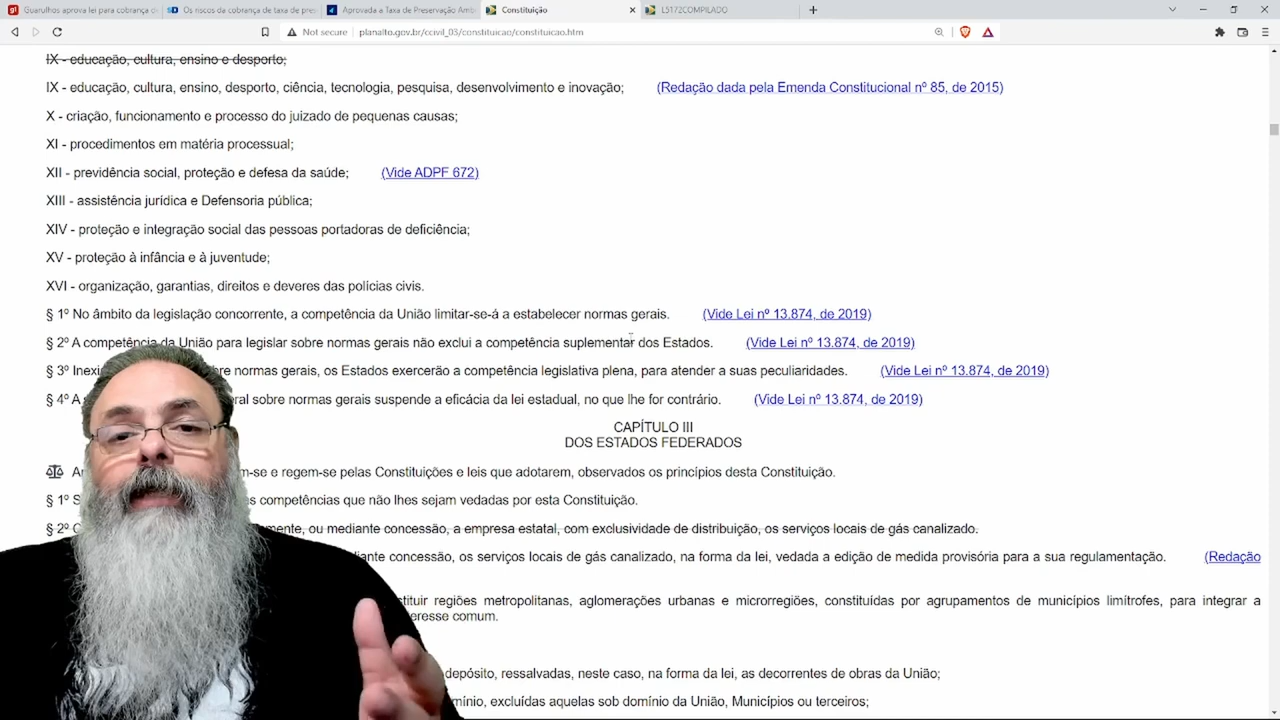 Guarulhos aprova lei para cobrança d
Os riscos da cobrança de taxa de pres
Aprovada a Taxa de Preservação Amb
Constituição
L5172COMPILADO
Not secure planalto.gov.br/ccivil_03/constituicao/constituicao.htm
IX - educação, cultura, ensino e desporto;
IX - educação, cultura, ensino, desporto, ciência, tecnologia, pesquisa, desenvolvimento e inovação; (Redação dada pela Emenda Constitucional nº 85, de 2015)
X - criação, funcionamento e processo do juizado de pequenas causas;
XI - procedimentos em matéria processual;
XII - previdência social, proteção e defesa da saúde; (Vide ADPF 672)
XIII - assistência jurídica e Defensoria pública;
XIV - proteção e integração social das pessoas portadoras de deficiência;
XV - proteção à infância e à juventude;
XVI - organização, garantias, direitos e deveres das polícias civis.
§ 1º No âmbito da legislação concorrente, a competência da União limitar-se-á a estabelecer normas gerais. (Vide Lei nº 13.874, de 2019)
§ 2º A competência da União para legislar sobre normas gerais não exclui a competência suplementar dos Estados. (Vide Lei nº 13.874, de 2019)
§ 3º Inexi re normas gerais, os Estados exercerão a competência legislativa plena, para atender a suas peculiaridades. (Vide Lei nº 13.874, de 2019)
§ 4º A eral sobre normas gerais suspende a eficácia da lei estadual, no que lhe for contrário. (Vide Lei nº 13.874, de 2019)
CAPÍTULO III
DOS ESTADOS FEDERADOS
m-se e regem-se pelas Constituições e leis que adotarem, observados os princípios desta Constituição.
§ 1º S s competências que não lhes sejam vedadas por esta Constituição.
§ 2º mente, ou mediante concessão, a empresa estatal, com exclusividade de distribuição, os serviços locais de gás canalizado.
diante concessão, os serviços locais de gás canalizado, na forma da lei, vedada a edição de medida provisória para a sua regulamentação. (Redação
stituir regiões metropolitanas, aglomerações urbanas e microrregiões, constituídas por agrupamentos de municípios limítrofes, para integrar a
eresse comum.
depósito, ressalvadas, neste caso, na forma da lei, as decorrentes de obras da União;
mínio, excluídas aquelas sob domínio da União, Municípios ou terceiros;